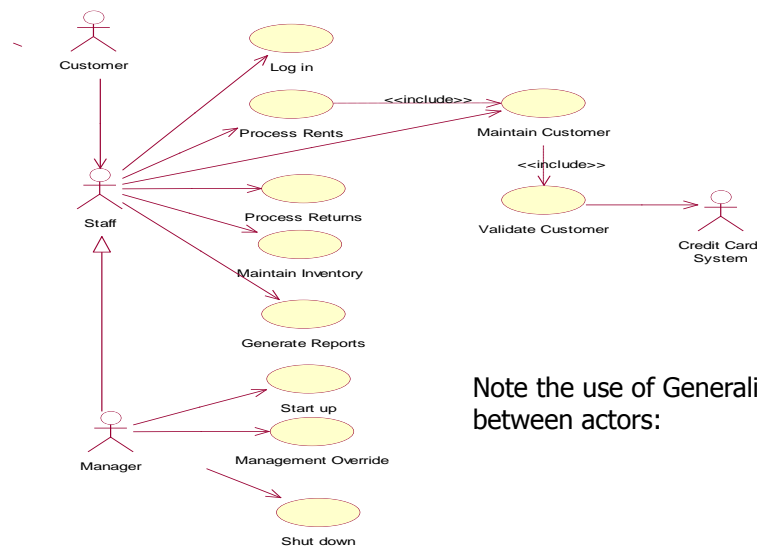 Customer
Log in
<<include>>
Process Rents
Maintain Customer
<<include>>
Process Returns
Staff
Validate Customer
Credit Card
System
Maintain Inventory
Generate Reports
Note the use of Generali
between actors:
Start up
Management Override
Manager
Shut down